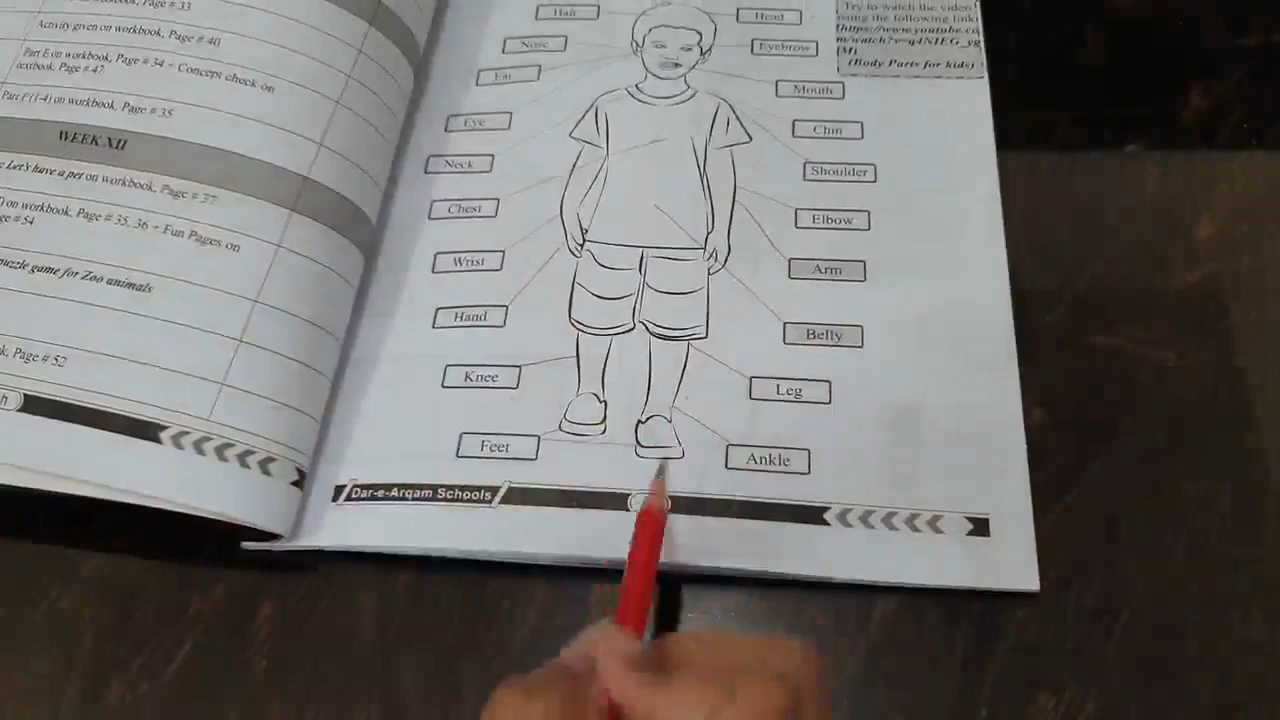 Page # 33
Activity given on workbook, Page # 40
Part E on workbook, Page # 34 + Concept check on
textbook, Page # 47
Part F (1-4) on workbook, Page # 35
WEEK XII
Let's have a pet on workbook, Page # 37
on workbook, Page # 35, 36 + Fun Pages on
# 54
puzzle game for Zoo animals
Page # 52
Hair
Nose
Eye
Neck
Chest
Wrist
Hand
Knee
Feet
Head
Eyebrow
Mouth
Chin
Shoulder
Elbow
Arm
Belly
Leg
Ankle
Try to watch the video
using the following link
(Body Parts for kids)
Dar-e-Arqam Schools